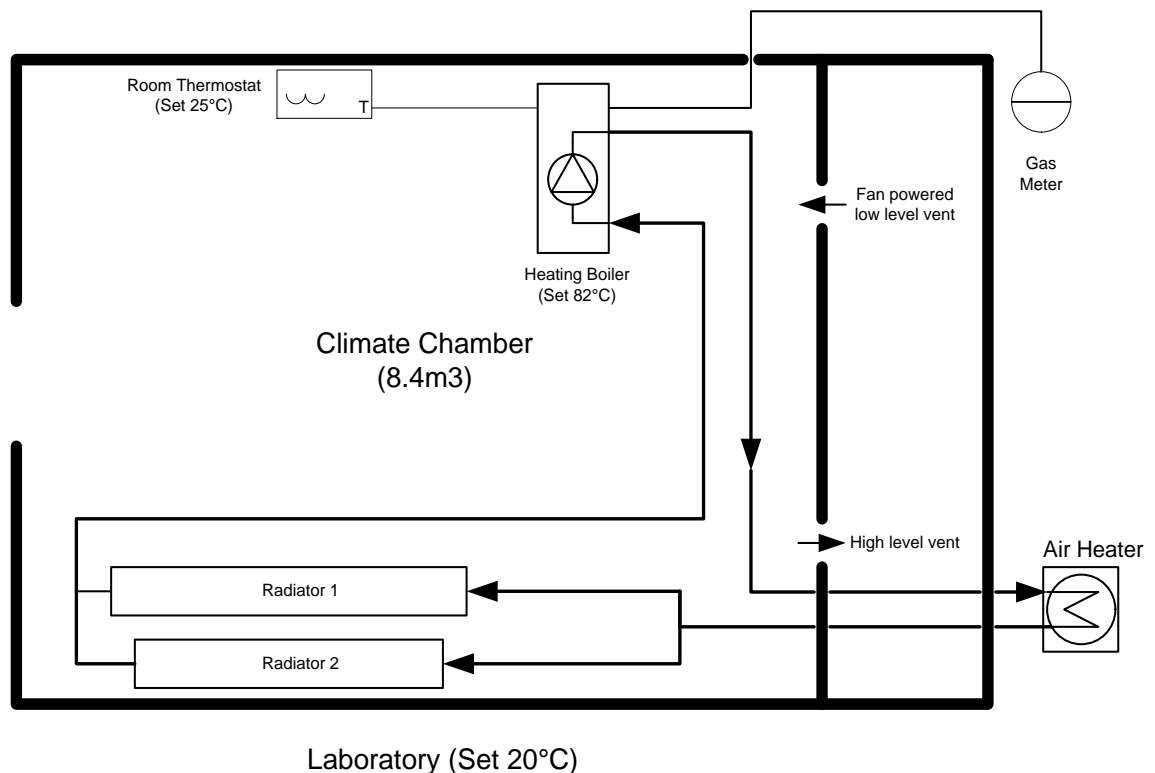 Room Thermostat
(Set 25°C)
T
Gas
Meter
Fan powered
low level vent
Heating Boiler
(Set 82°C)
Climate Chamber
(8.4m3)
High level vent
Air Heater
Radiator 1
Radiator 2
Laboratory (Set 20°C)